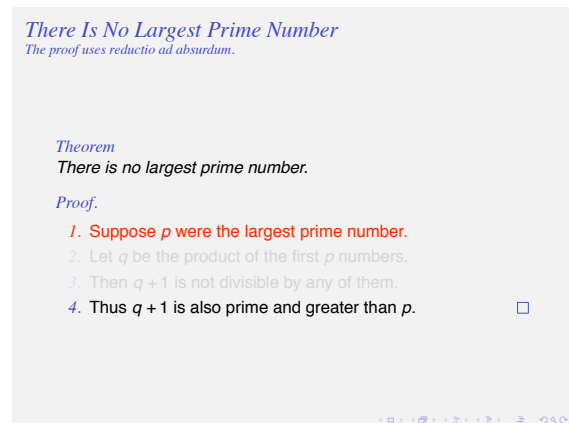 There Is No Largest Prime Number
The proof uses reductio ad absurdum.
Theorem
There is no largest prime number.
Proof.
1. Suppose p were the largest prime number.
2. Let q be the product of the first p numbers.
3. Then q + 1 is not divisible by any of them.
4. Thus q + 1 is also prime and greater than p.